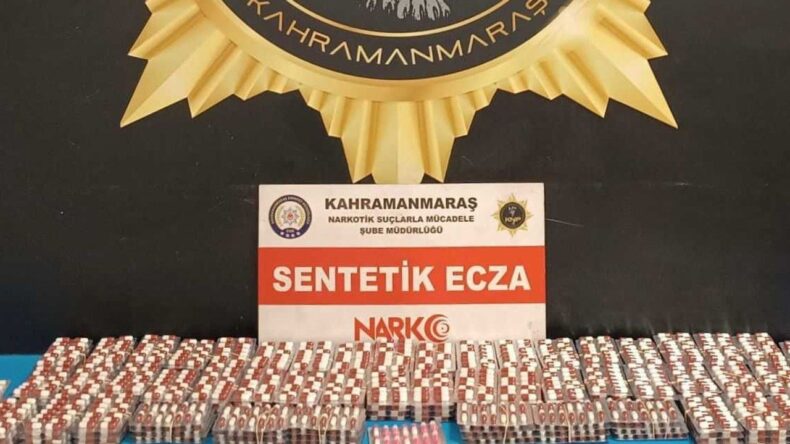 KAHRAMANMARAŞ
KAHRAMANMARAŞ
NARKOTİK SUÇLARLA MÜCADELE
ŞUBE MÜDÜRLÜĞÜ
SENTETİK ECZA
NARKO